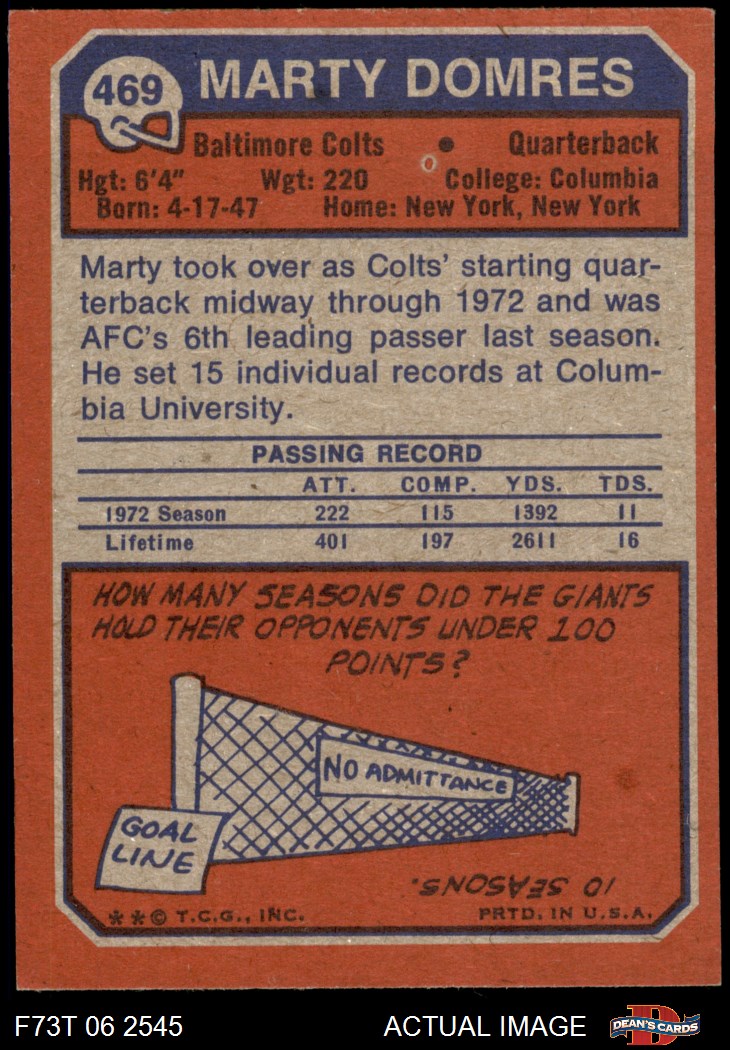 469 MARTY DOMRES
Baltimore Colts • Quarterback
Hgt: 6'4" Wgt: 220 College: Columbia
Born: 4-17-47 Home: New York, New York
Marty took over as Colts' starting quar-
terback midway through 1972 and was
AFC's 6th leading passer last season.
He set 15 individual records at Colum-
bia University.
PASSING RECORD
ATT. COMP. YDS. TDS.
1972 Season 222 115 1392 11
Lifetime 401 197 2611 16
HOW MANY SEASONS DID THE GIANTS
HOLD THEIR OPPONENTS UNDER 100
POINTS?
NO ADMITTANCE
GOAL
LINE
10 SEASONS.
**© T.C.G., INC. PRTD. IN U.S.A.
F73T 06 2545 ACTUAL IMAGE DEAN'S CARDS